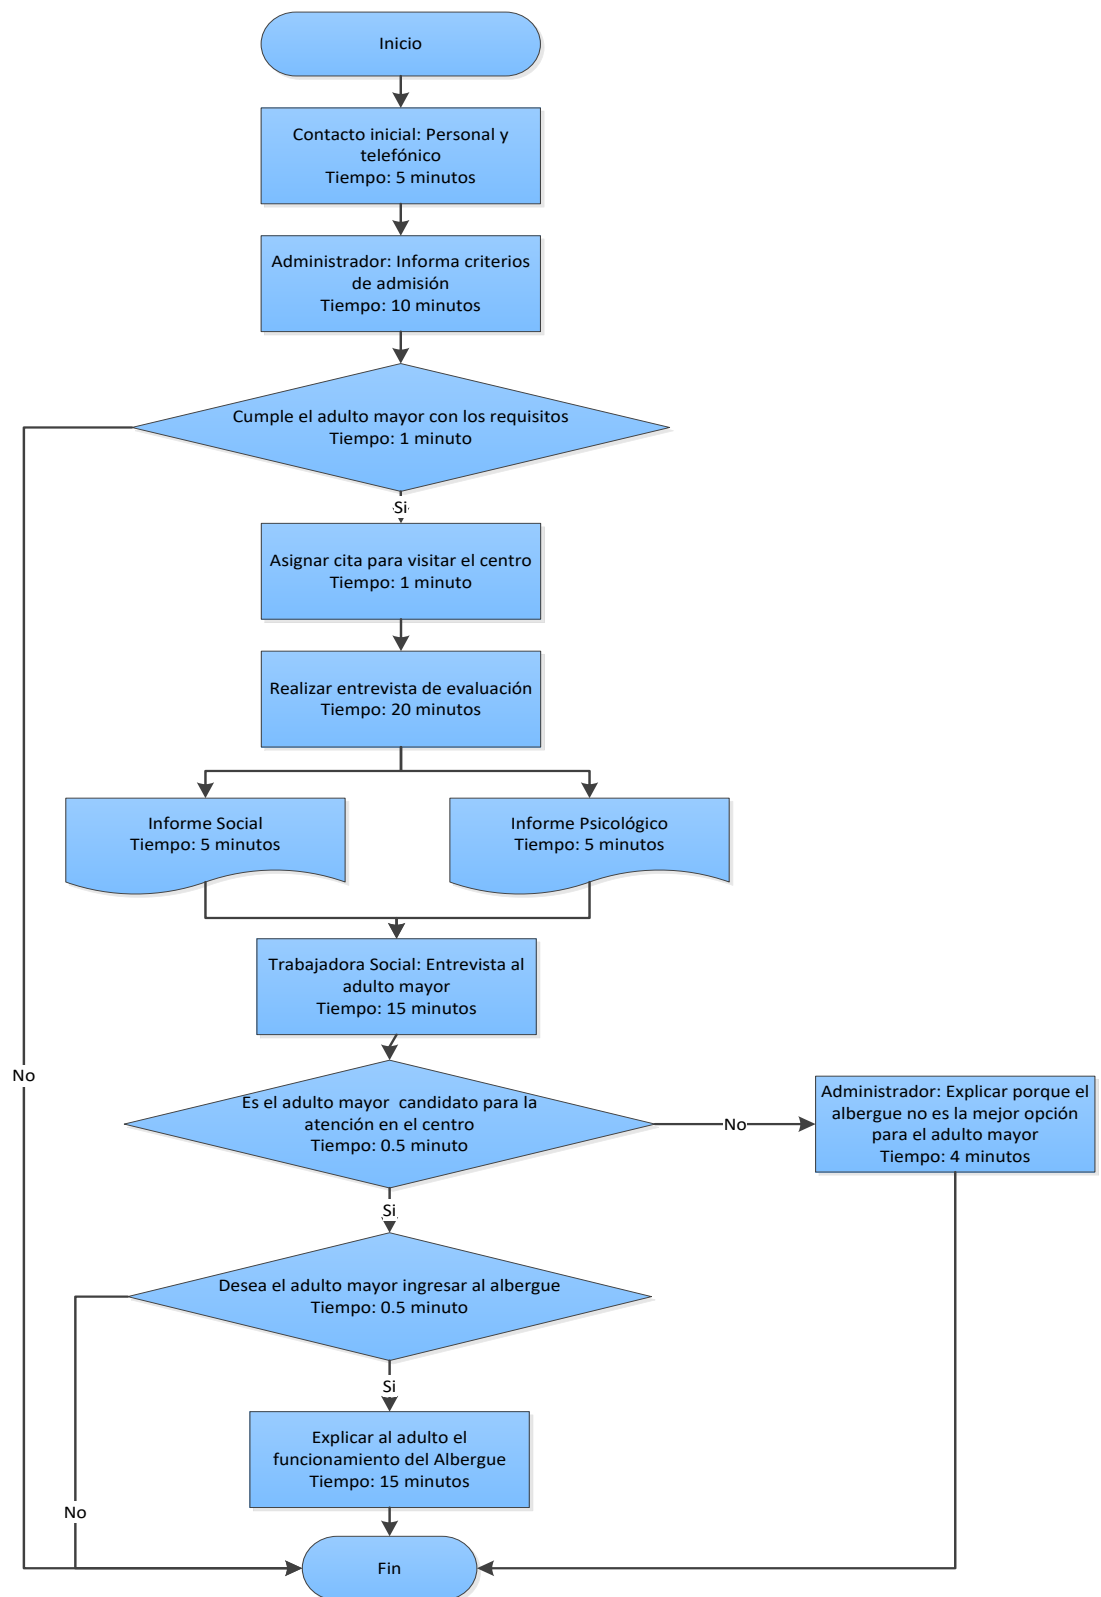 Inicio
Contacto inicial: Personal y
telefónico
Tiempo: 5 minutos
Administrador: Informa criterios
de admisión
Tiempo: 10 minutos
Cumple el adulto mayor con los requisitos
Tiempo: 1 minuto
Si
Asignar cita para visitar el centro
Tiempo: 1 minuto
Realizar entrevista de evaluación
Tiempo: 20 minutos
Informe Social
Tiempo: 5 minutos
Informe Psicológico
Tiempo: 5 minutos
Trabajadora Social: Entrevista al
adulto mayor
Tiempo: 15 minutos
No
Es el adulto mayor  candidato para la
atención en el centro
Tiempo: 0.5 minuto
No
Administrador: Explicar porque el
albergue no es la mejor opción
para el adulto mayor
Tiempo: 4 minutos
Si
Desea el adulto mayor ingresar al albergue
Tiempo: 0.5 minuto
Si
Explicar al adulto el
funcionamiento del Albergue
Tiempo: 15 minutos
No
Fin